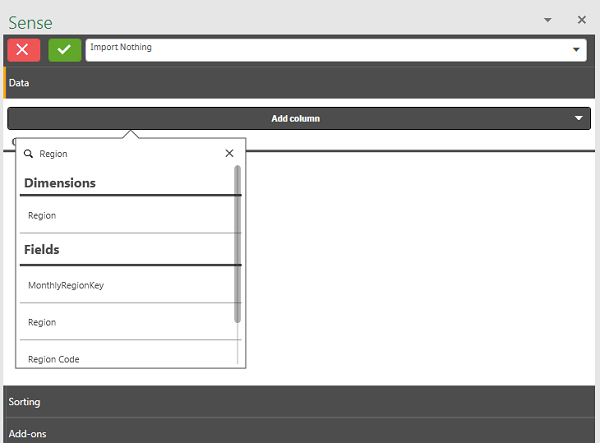 Sense
Import Nothing
Data
Add column
Region
Dimensions
Region
Fields
MonthlyRegionKey
Region
Region Code
Sorting
Add-ons